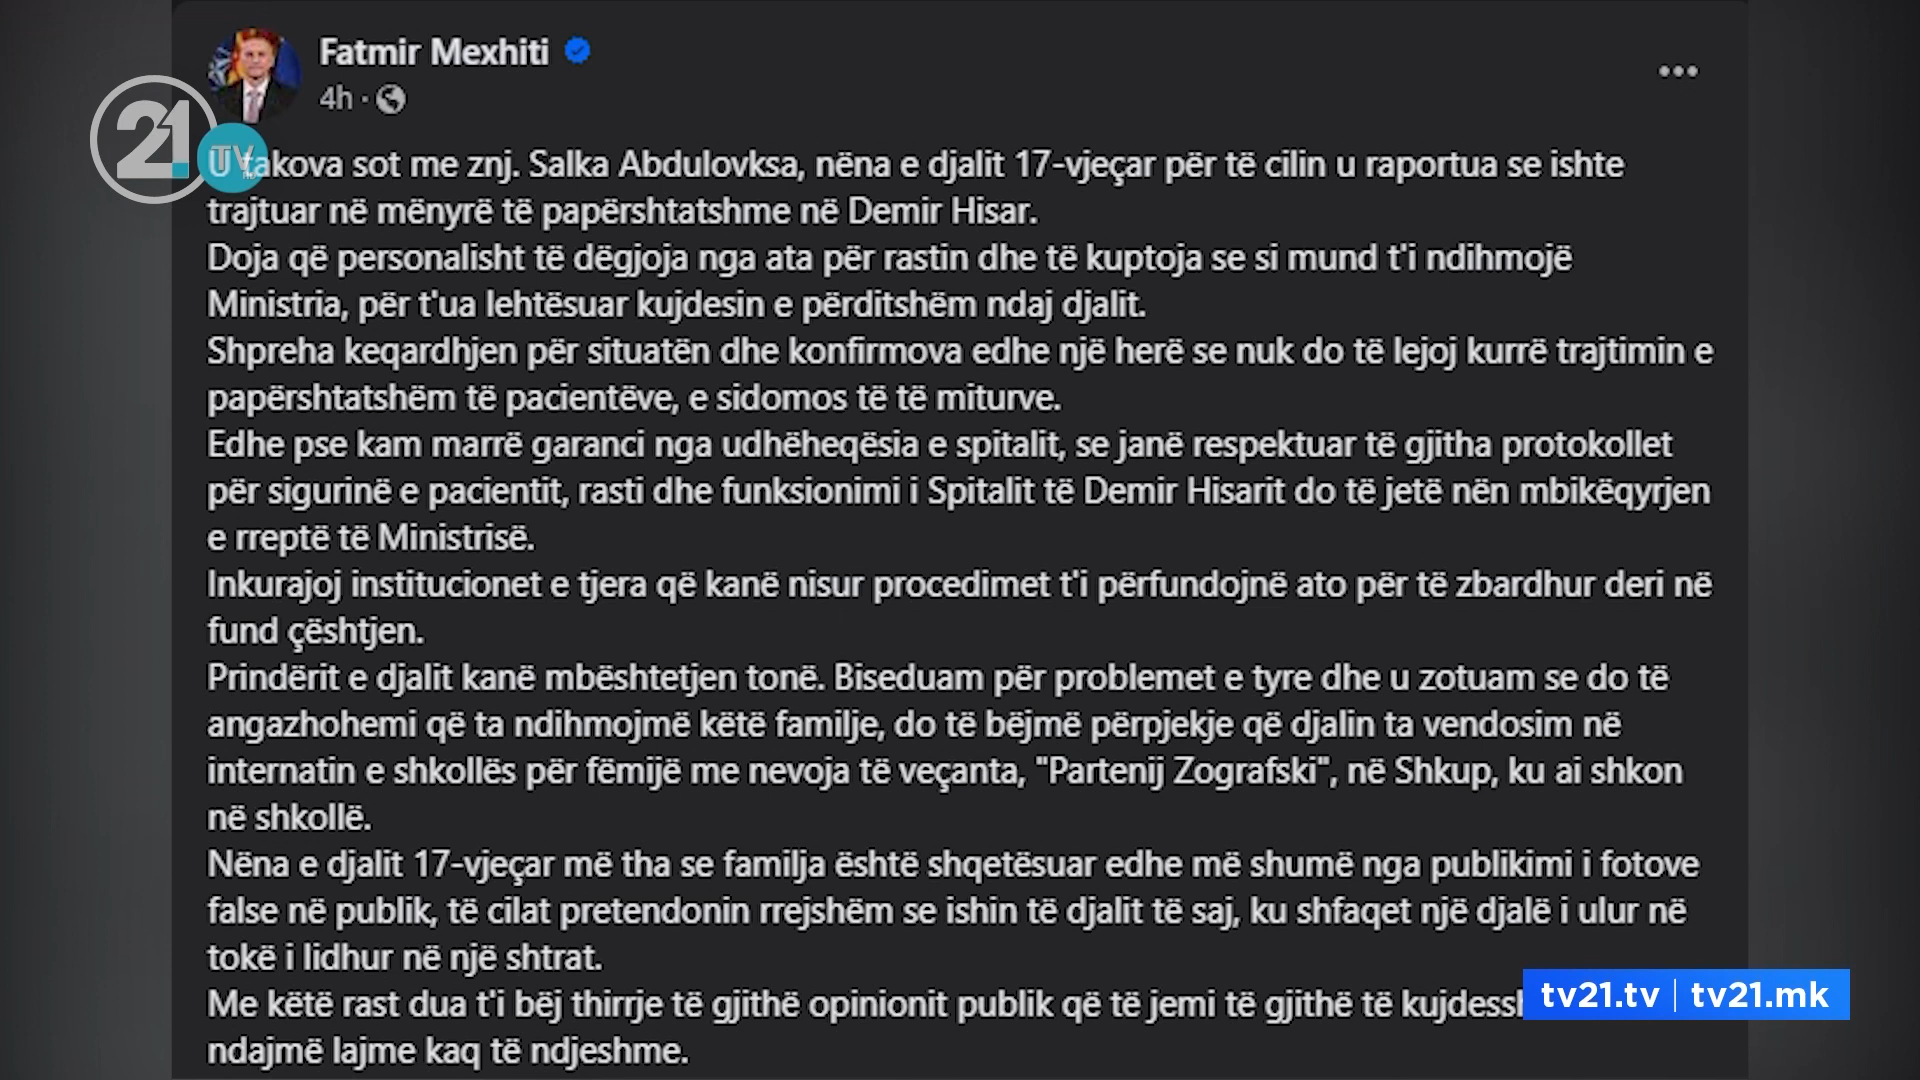 Fatmir Mexhiti
4h ·
21
TV
U takova sot me znj. Salka Abdulovksa, nëna e djalit 17-vjeçar për të cilin u raportua se ishte
trajtuar në mënyrë të papërshtatshme në Demir Hisar.
Doja që personalisht të dëgjoja nga ata për rastin dhe të kuptoja se si mund t'i ndihmojë
Ministria, për t'ua lehtësuar kujdesin e përditshëm ndaj djalit.
Shpreha keqardhjen për situatën dhe konfirmova edhe një herë se nuk do të lejoj kurrë trajtimin e
papërshtatshëm të pacientëve, e sidomos të të miturve.
Edhe pse kam marrë garanci nga udhëheqësia e spitalit, se janë respektuar të gjitha protokollet
për sigurinë e pacientit, rasti dhe funksionimi i Spitalit të Demir Hisarit do të jetë nën mbikëqyrjen
e rreptë të Ministrisë.
Inkurajoj institucionet e tjera që kanë nisur procedimet t'i përfundojnë ato për të zbardhur deri në
fund çështjen.
Prindërit e djalit kanë mbështetjen tonë. Biseduam për problemet e tyre dhe u zotuam se do të
angazhohemi që ta ndihmojmë këtë familje, do të bëjmë përpjekje që djalin ta vendosim në
internatin e shkollës për fëmijë me nevoja të veçanta, "Partenij Zografski", në Shkup, ku ai shkon
në shkollë.
Nëna e djalit 17-vjeçar më tha se familja është shqetësuar edhe më shumë nga publikimi i fotove
false në publik, të cilat pretendonin rrejshëm se ishin të djalit të saj, ku shfaqet një djalë i ulur në
tokë i lidhur në një shtrat.
Me këtë rast dua t'i bëj thirrje të gjithë opinionit publik që të jemi të gjithë të
ndajmë lajme kaq të ndjeshme.
tv21.tv | tv21.mk